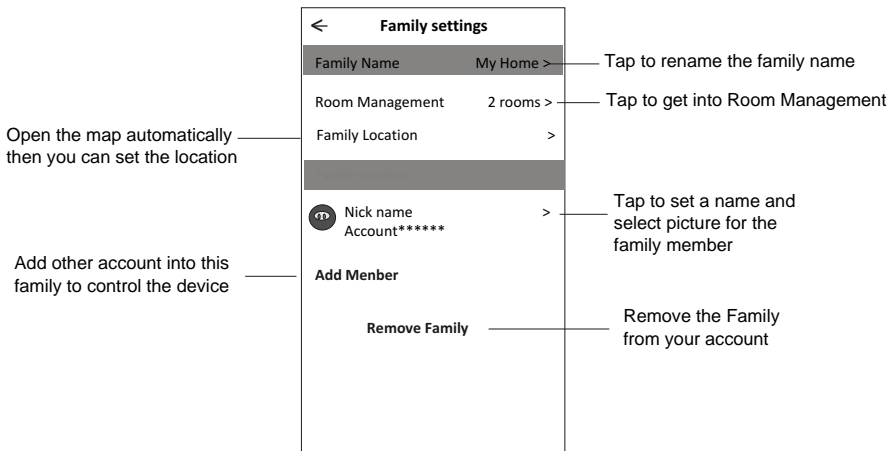 ← Family settings
Family Name My Home >
Tap to rename the family name
Room Management 2 rooms >
Tap to get into Room Management
Open the map automatically
then you can set the location
Family Location >
Nick name >
Account******
Tap to set a name and
select picture for the
family member
Add other account into this
family to control the device
Add Menber
Remove Family
Remove the Family
from your account